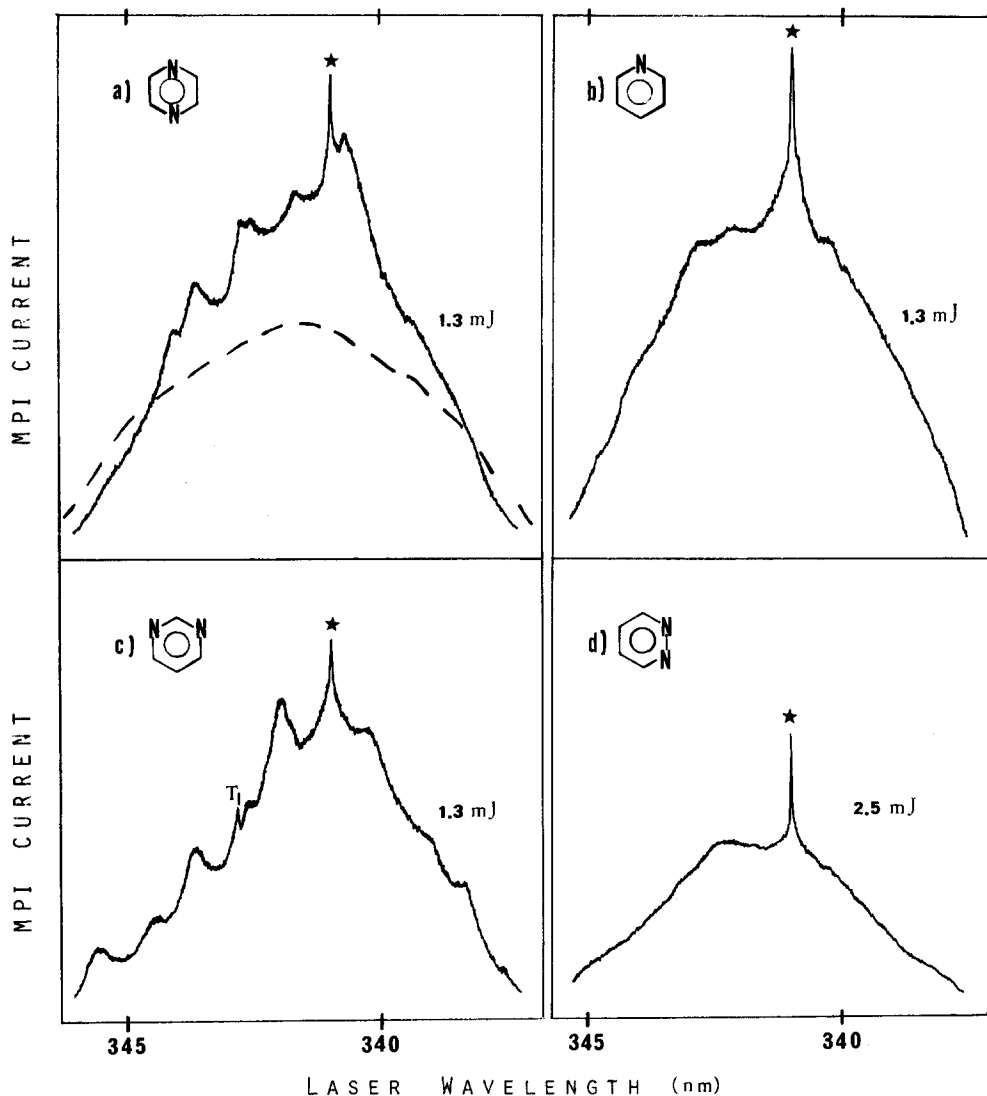 a)
N
N
★
1.3 mJ
b)
N
★
1.3 mJ
MPI CURRENT
c)
N N
★
T1
1.3 mJ
d)
N
N
★
2.5 mJ
MPI CURRENT
345 340 345 340
LASER WAVELENGTH (nm)